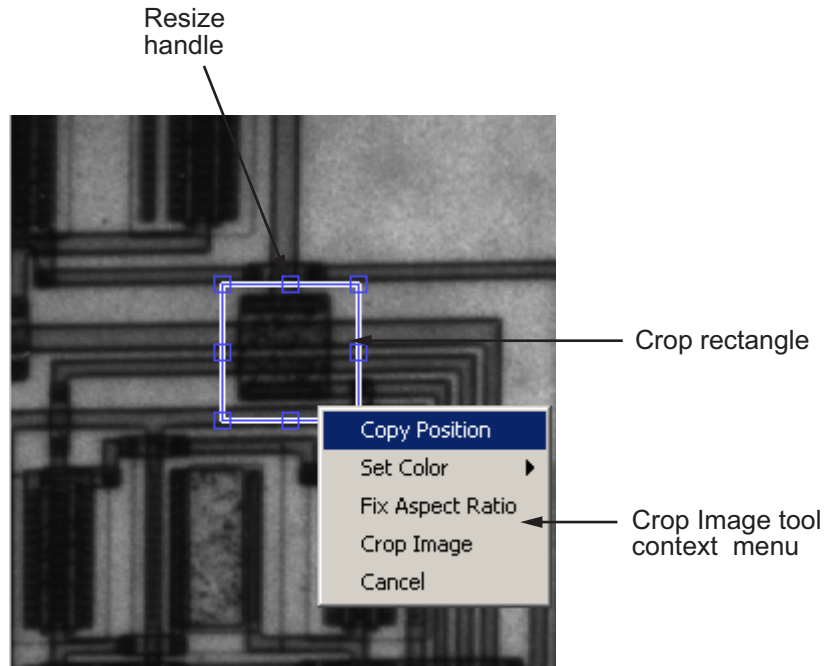 Resize
handle
Crop rectangle
Copy Position
Set Color
Fix Aspect Ratio
Crop Image
Cancel
Crop Image tool
context menu